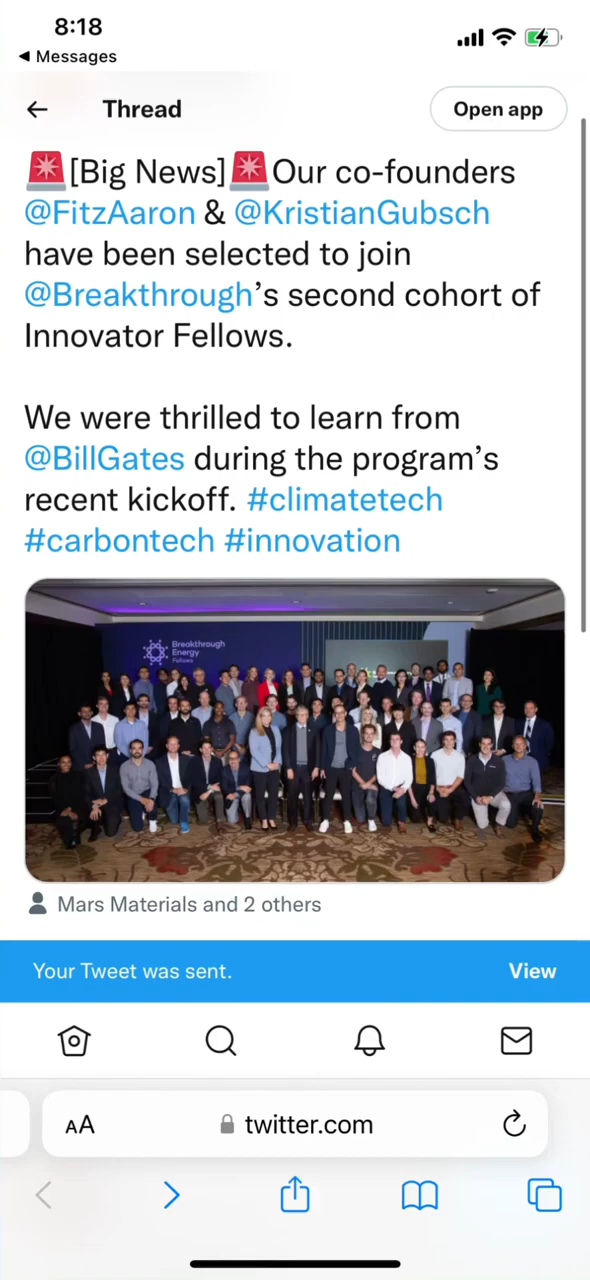 8:18
◀ Messages
Thread
Open app
🚨[Big News]🚨Our co-founders
@FitzAaron & @KristianGubsch
have been selected to join
@Breakthrough’s second cohort of
Innovator Fellows.
We were thrilled to learn from
@BillGates during the program’s
recent kickoff. #climatetech
#carbontech #innovation
Breakthrough
Energy
Fellows
Mars Materials and 2 others
Your Tweet was sent.
View
AA
twitter.com